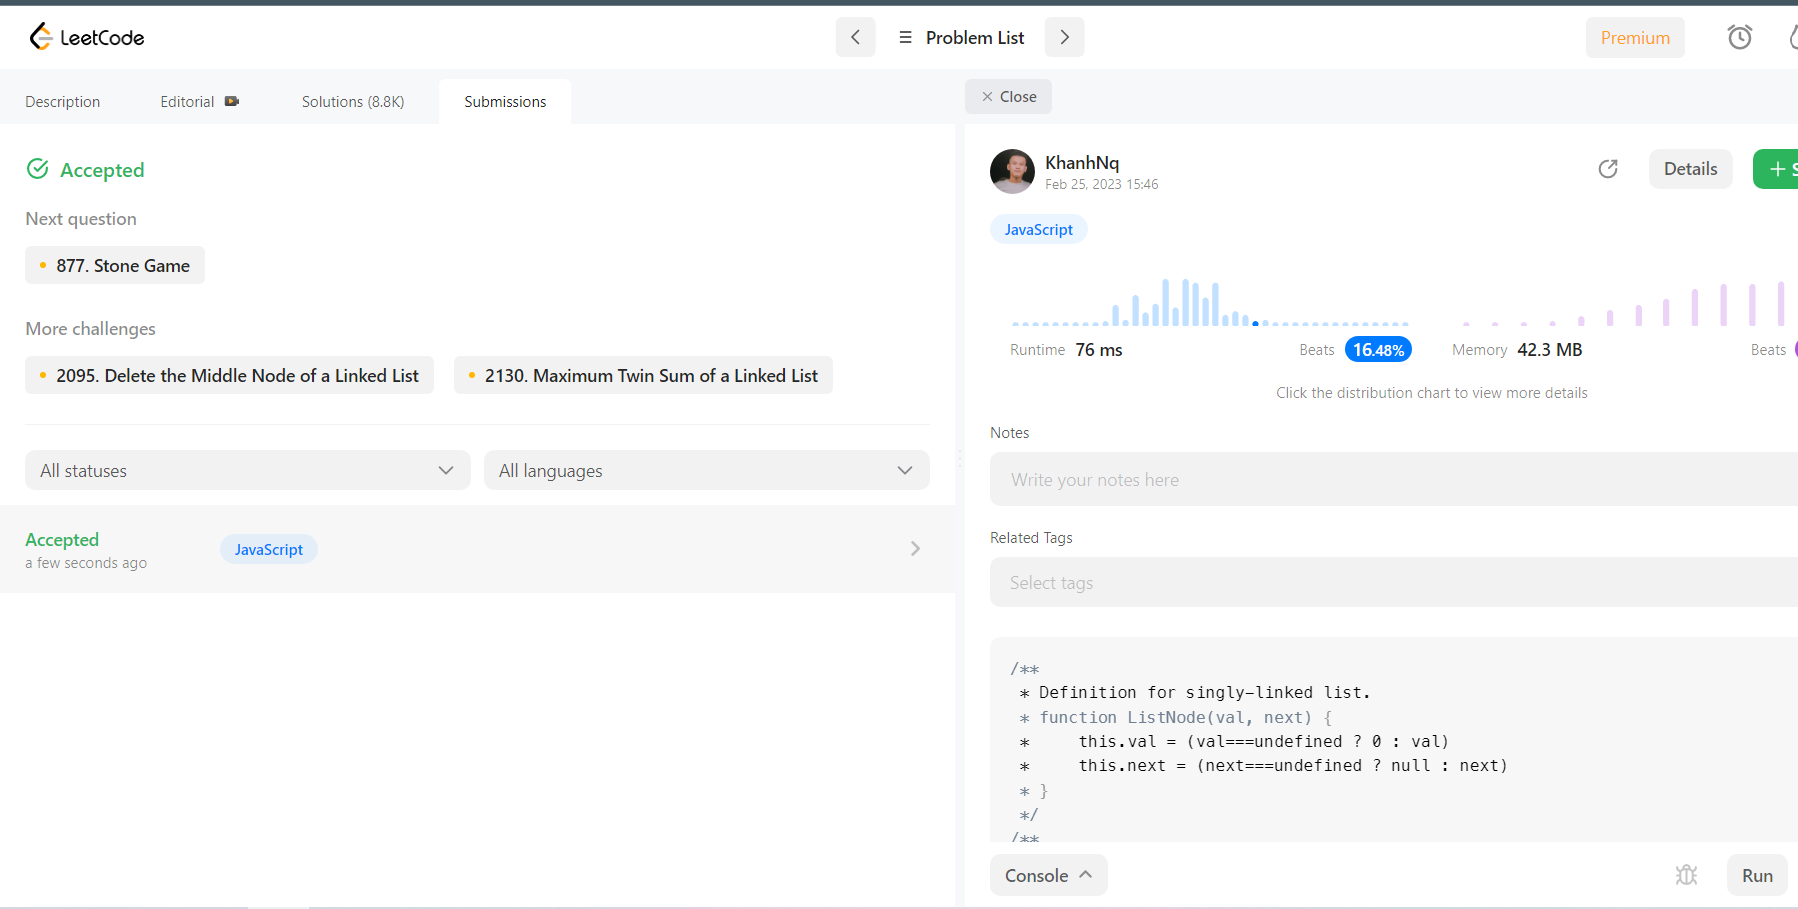 LeetCode
Problem List
Premium
Description
Editorial
Solutions (8.8K)
Submissions
Close
Accepted
Next question
877. Stone Game
More challenges
2095. Delete the Middle Node of a Linked List
2130. Maximum Twin Sum of a Linked List
All statuses
All languages
Accepted
a few seconds ago
JavaScript
KhanhNq
Feb 25, 2023 15:46
Details
JavaScript
Runtime 76 ms
Beats 16.48%
Memory 42.3 MB
Beats
Click the distribution chart to view more details
Notes
Write your notes here
Related Tags
Select tags
/**
* Definition for singly-linked list.
* function ListNode(val, next) {
*     this.val = (val===undefined ? 0 : val)
*     this.next = (next===undefined ? null : next)
* }
*/
/**
Console
Run